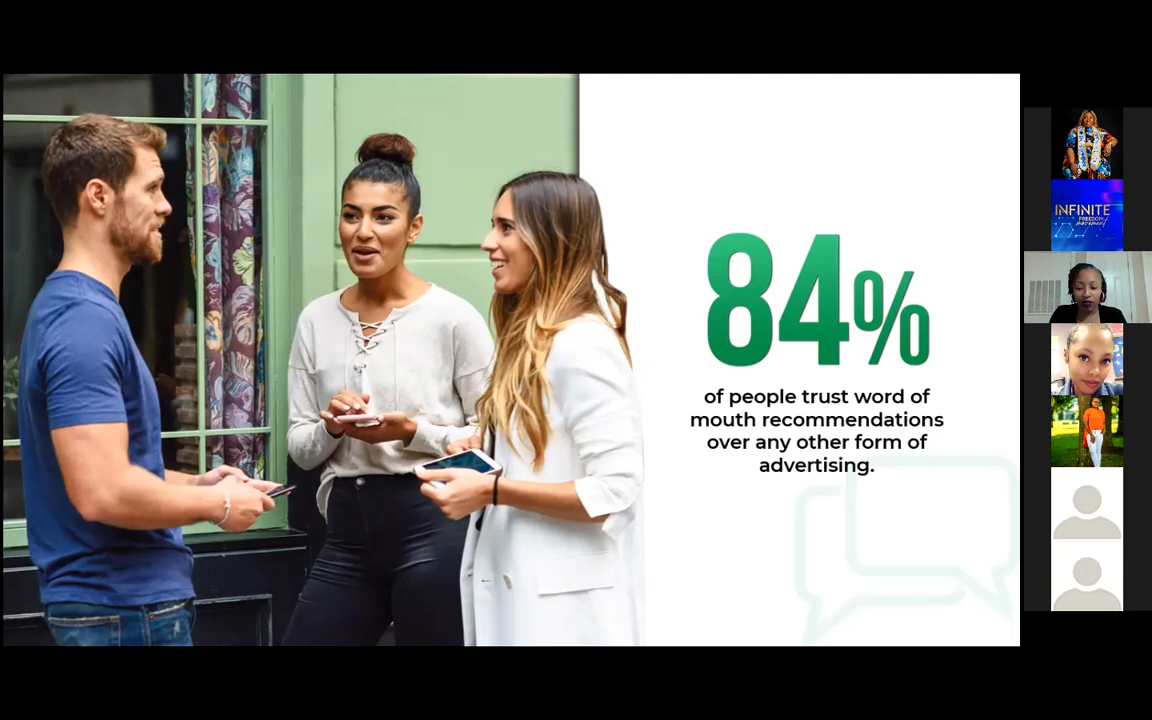 84%
of people trust word of
mouth recommendations
over any other form of
advertising.
INFINITE
FREEDOM